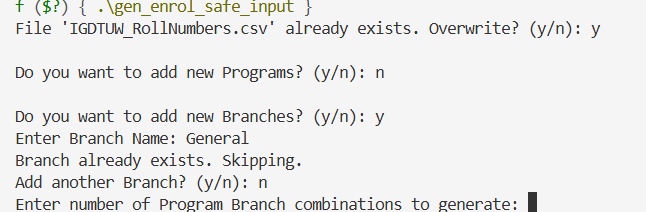 f ($?) { .\gen_enrol_safe_input }
File 'IGDTUW_RollNumbers.csv' already exists. Overwrite? (y/n): y
Do you want to add new Programs? (y/n): n
Do you want to add new Branches? (y/n): y
Enter Branch Name: General
Branch already exists. Skipping.
Add another Branch? (y/n): n
Enter number of Program Branch combinations to generate: